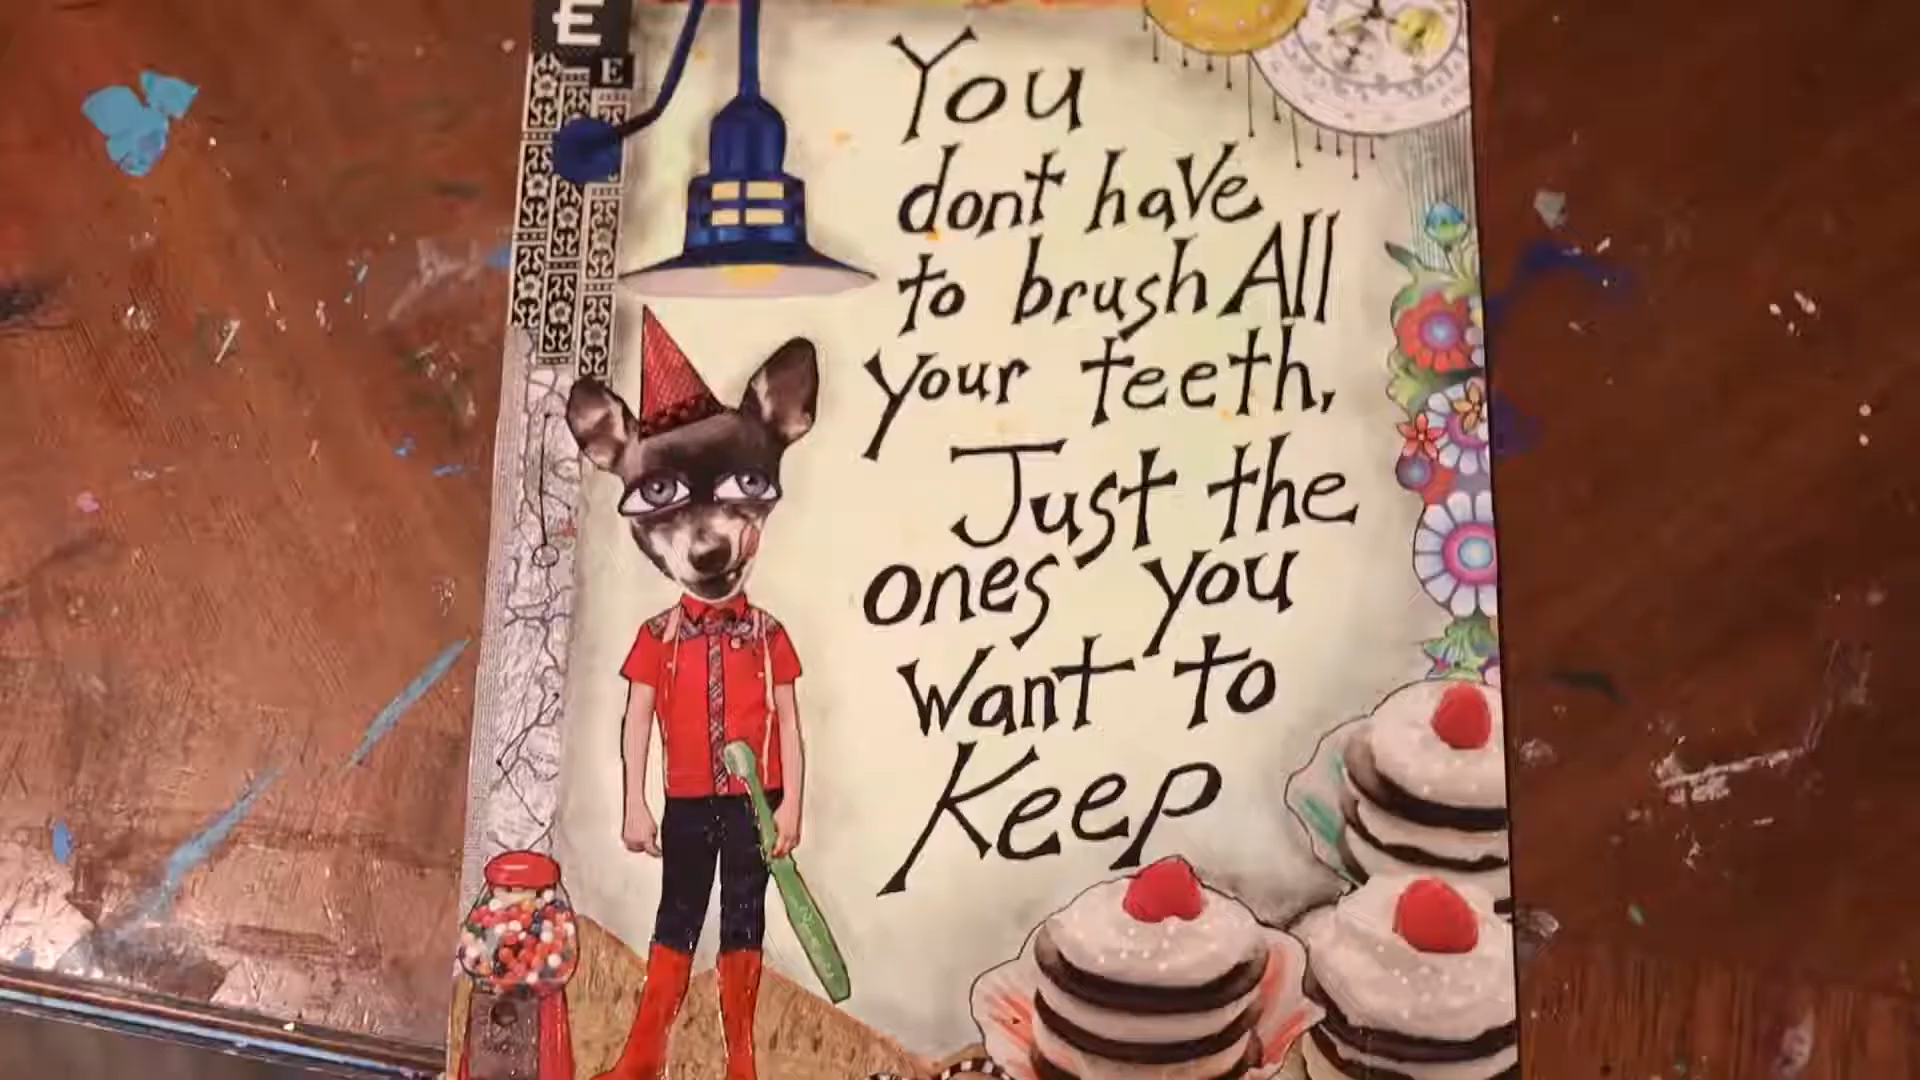 E
E
You
dont have
to brush All
your teeth,
Just the
ones you
want to
Keep